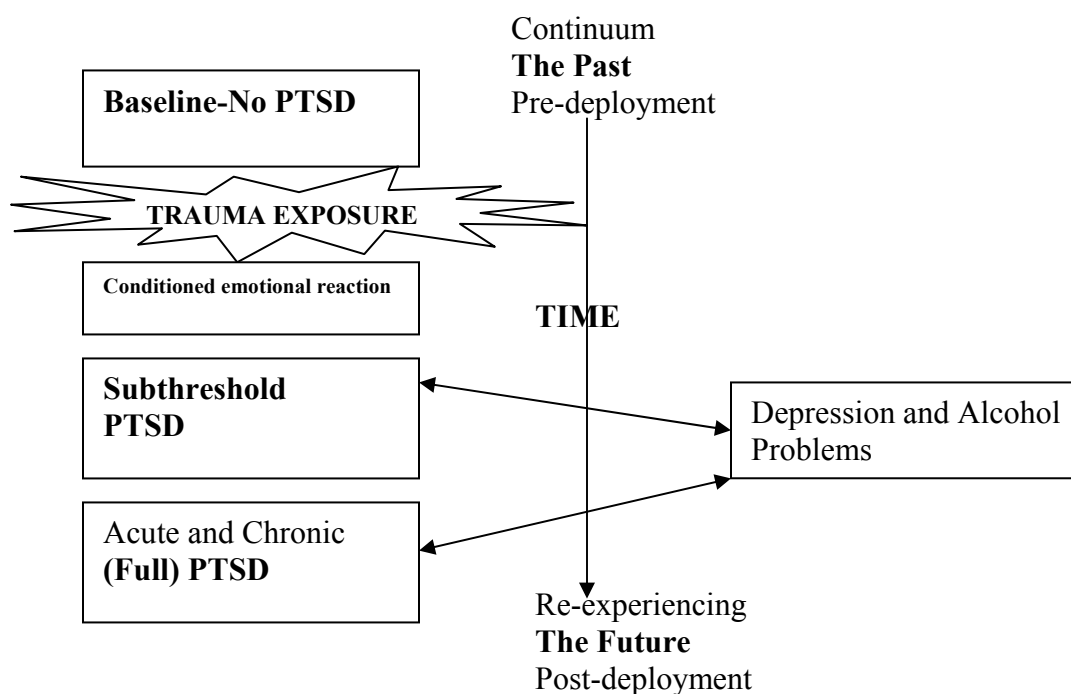 Continuum
The Past
Pre-deployment
Baseline-No PTSD
TRAUMA EXPOSURE
Conditioned emotional reaction
TIME
Subthreshold
PTSD
Depression and Alcohol
Problems
Acute and Chronic
(Full) PTSD
Re-experiencing
The Future
Post-deployment